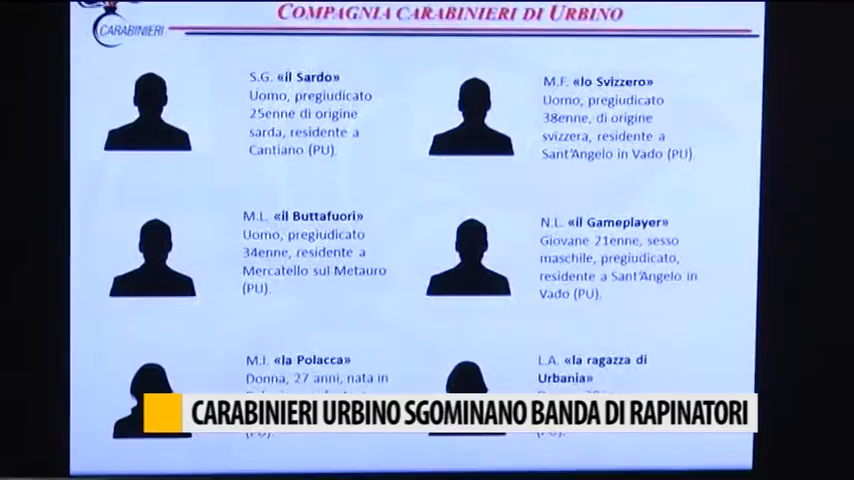 COMPAGNIA CARABINIERI DI URBINO
CARABINIERI
S.G. «il Sardo»
Uomo, pregiudicato
25enne di origine
sarda, residente a
Cantiano (PU).
M.F. «lo Svizzero»
Uomo, pregiudicato
38enne, di origine
svizzera, residente a
Sant'Angelo in Vado (PU)
M.L. «il Buttafuori»
Uomo, pregiudicato
34enne, residente a
Mercatello sul Metauro
(PU).
N.L. «il Gameplayer»
Giovane 21enne, sesso
maschile, pregiudicato,
residente a Sant'Angelo in
Vado (PU).
M.I. «la Polacca»
Donna, 27 anni, nata in
(PU).
L.A. «la ragazza di
Urbania»
(PU).
CARABINIERI URBINO SGOMINANO BANDA DI RAPINATORI